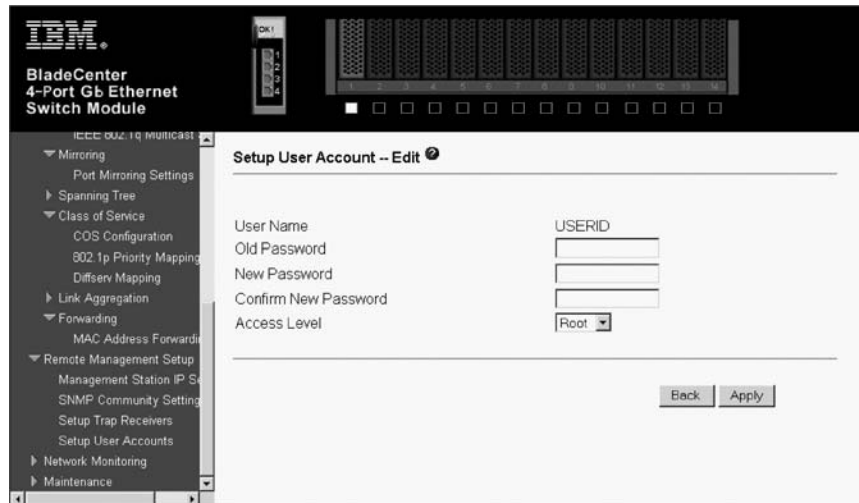 IBM.
BladeCenter
4-Port Gb Ethernet
Switch Module
OK!
1
2
3
4
1 2 3 4 5 6 7 8 9 10 11 12 13 14
IEEE 802.1q Multicast
Mirroring
Port Mirroring Settings
Spanning Tree
Class of Service
COS Configuration
802.1p Priority Mapping
Diffserv Mapping
Link Aggregation
Forwarding
MAC Address Forwardi
Remote Management Setup
Management Station IP Se
SNMP Community Setting
Setup Trap Receivers
Setup User Accounts
Network Monitoring
Maintenance
Setup User Account -- Edit ?
User Name USERID
Old Password
New Password
Confirm New Password
Access Level Root
Back Apply